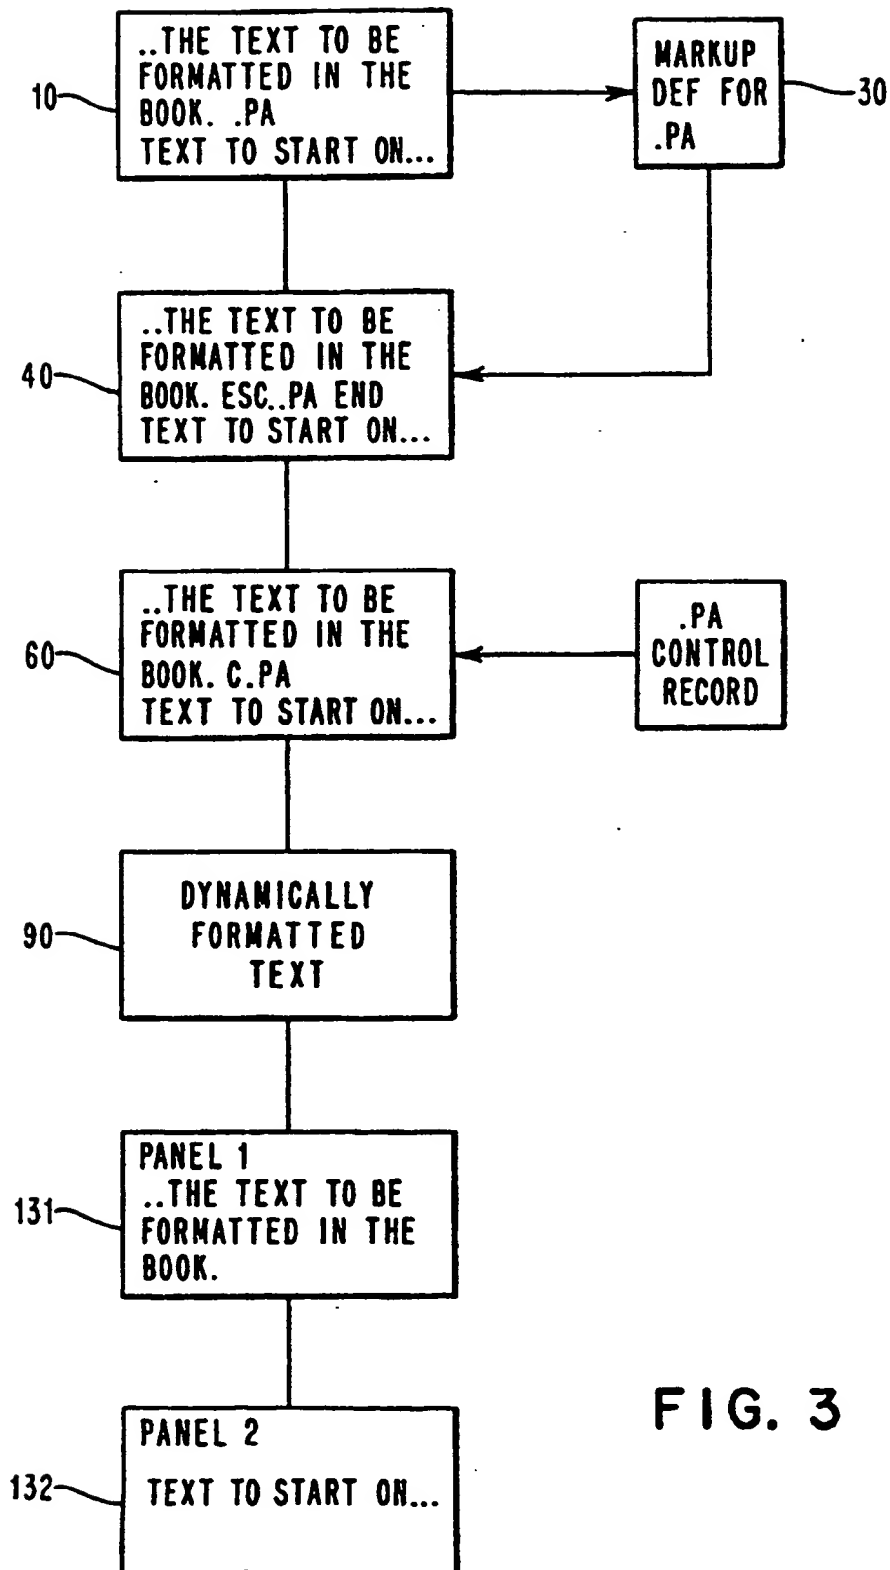 10
..THE TEXT TO BE
FORMATTED IN THE
BOOK. .PA
TEXT TO START ON...
MARKUP
DEF FOR
.PA
30
40
..THE TEXT TO BE
FORMATTED IN THE
BOOK. ESC..PA END
TEXT TO START ON...
60
..THE TEXT TO BE
FORMATTED IN THE
BOOK. C.PA
TEXT TO START ON...
.PA
CONTROL
RECORD
90
DYNAMICALLY
FORMATTED
TEXT
131
PANEL 1
..THE TEXT TO BE
FORMATTED IN THE
BOOK.
132
PANEL 2
TEXT TO START ON...
FIG. 3